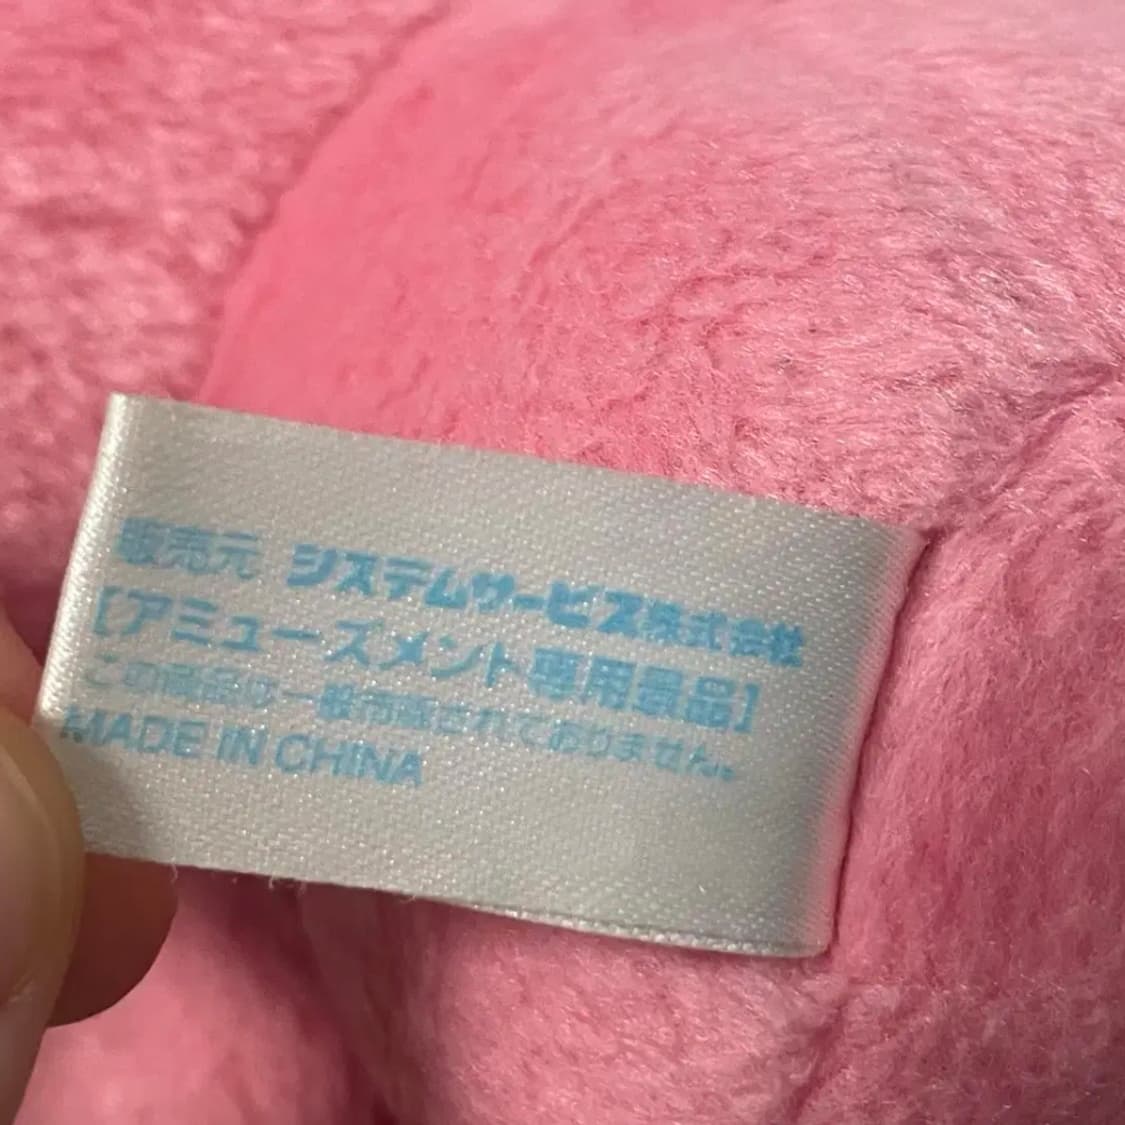 販売元 システムサービス株式会社
[アミューズメント専用景品]
この商品は一般市販されておりません。
MADE IN CHINA